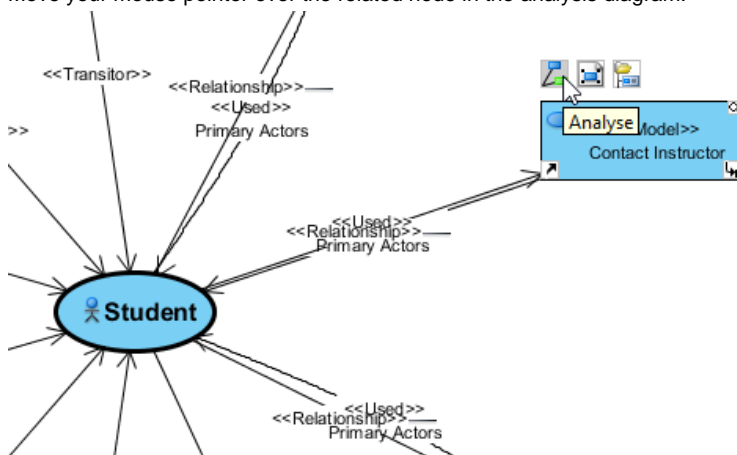 Move your mouse pointer over the related node in the analysis diagram.
<<Transitor>>
<<Relationship>>
<<Used>>
Primary Actors
>>
Analyse
Model>>
Contact Instructor
<<Used>>
<<Relationship>>
Primary Actors
Student
<<Used>>
<<Relationship>>
Primary Actors